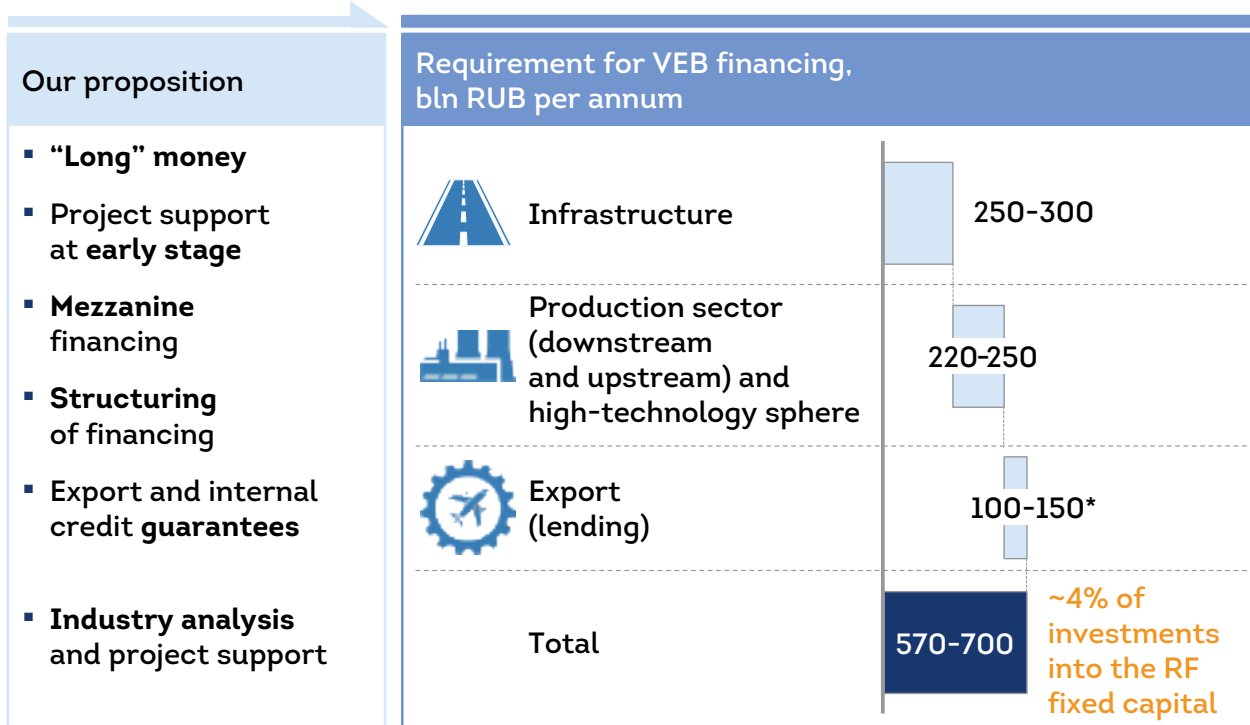 Our proposition
▪ “Long” money
▪ Project support
at early stage
▪ Mezzanine
financing
▪ Structuring
of financing
▪ Export and internal
credit guarantees
▪ Industry analysis
and project support
Requirement for VEB financing,
bln RUB per annum
Infrastructure
250-300
Production sector
(downstream
and upstream) and
high-technology sphere
220-250
Export
(lending)
100-150*
Total
570-700
~4% of
investments
into the RF
fixed capital